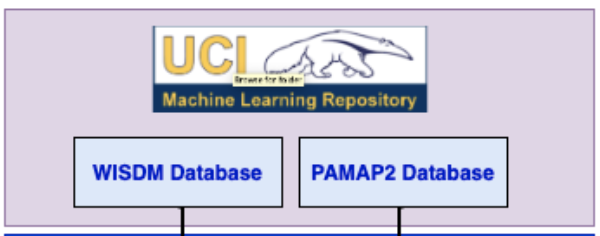 UCI
Browse for folder
Machine Learning Repository
WISDM Database
PAMAP2 Database